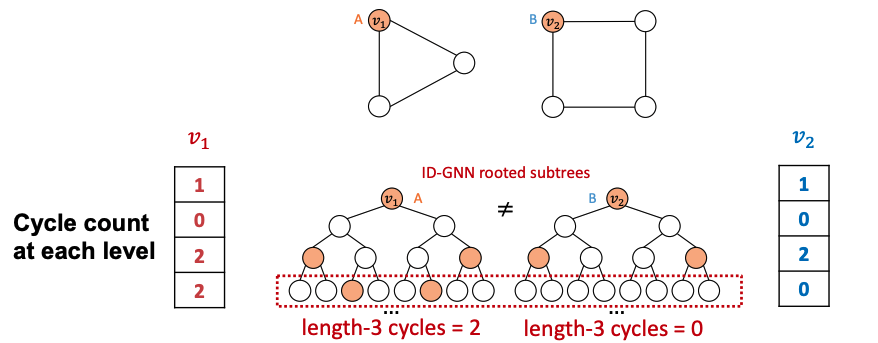 A v₁
B v₂
v₁
v₂
ID-GNN rooted subtrees
v₁ A
≠
B v₂
Cycle count
at each level
1
0
2
2
1
0
2
0
...
...
length-3 cycles = 2
length-3 cycles = 0